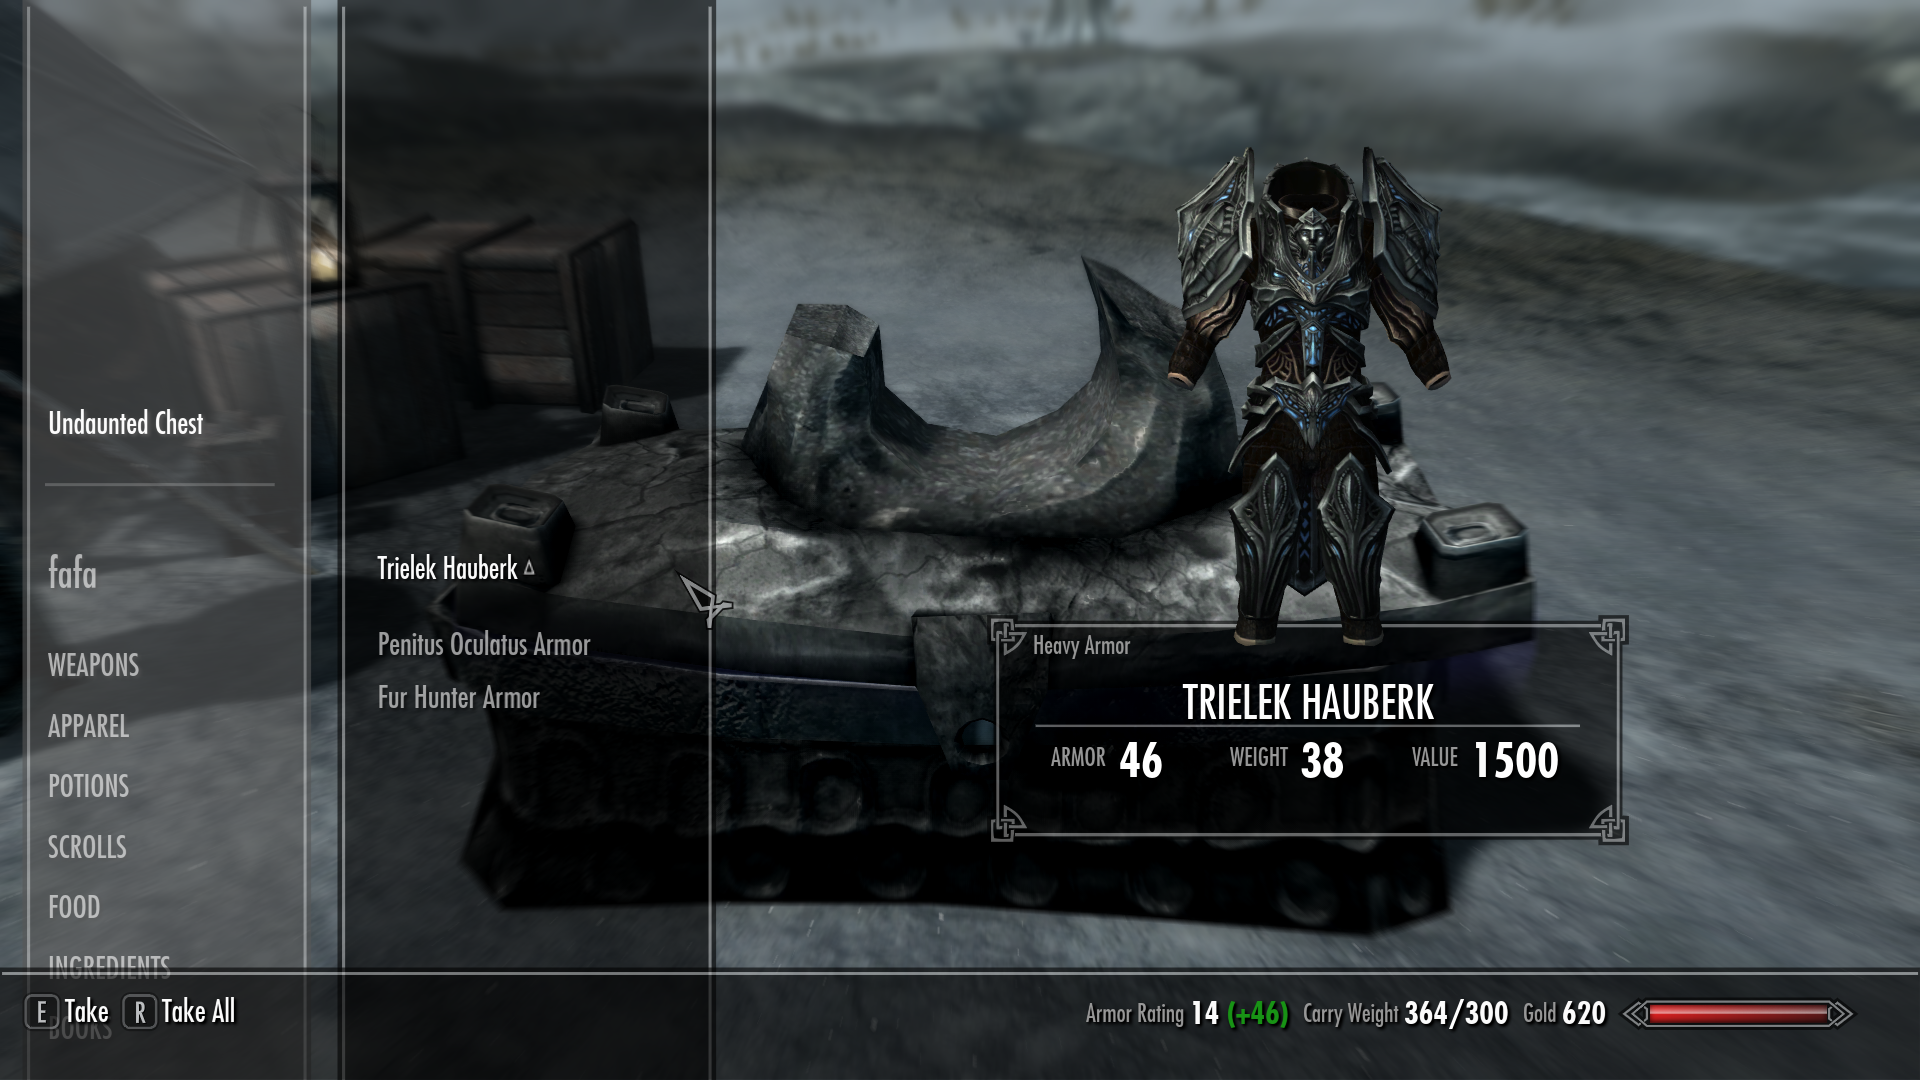 Undaunted Chest
fafa
WEAPONS
APPAREL
POTIONS
SCROLLS
FOOD
INGREDIENTS
BOOKS
Trielek Hauberk
Penitus Oculatus Armor
Fur Hunter Armor
Heavy Armor
TRIELEK HAUBERK
ARMOR 46 WEIGHT 38 VALUE 1500
E Take R Take All
Armor Rating 14 (+46) Carry Weight 364/300 Gold 620